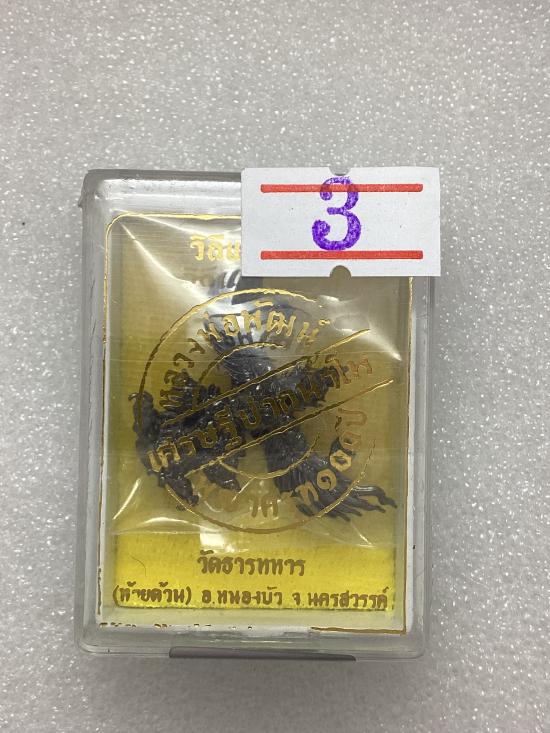 3
หลวงพ่อพัฒน์
เศรษฐีปากน้ำโพ
๑๐๐ปี
วัดธารทหาร
(ห้วยด้วน) อ.หนองบัว จ.นครสวรรค์